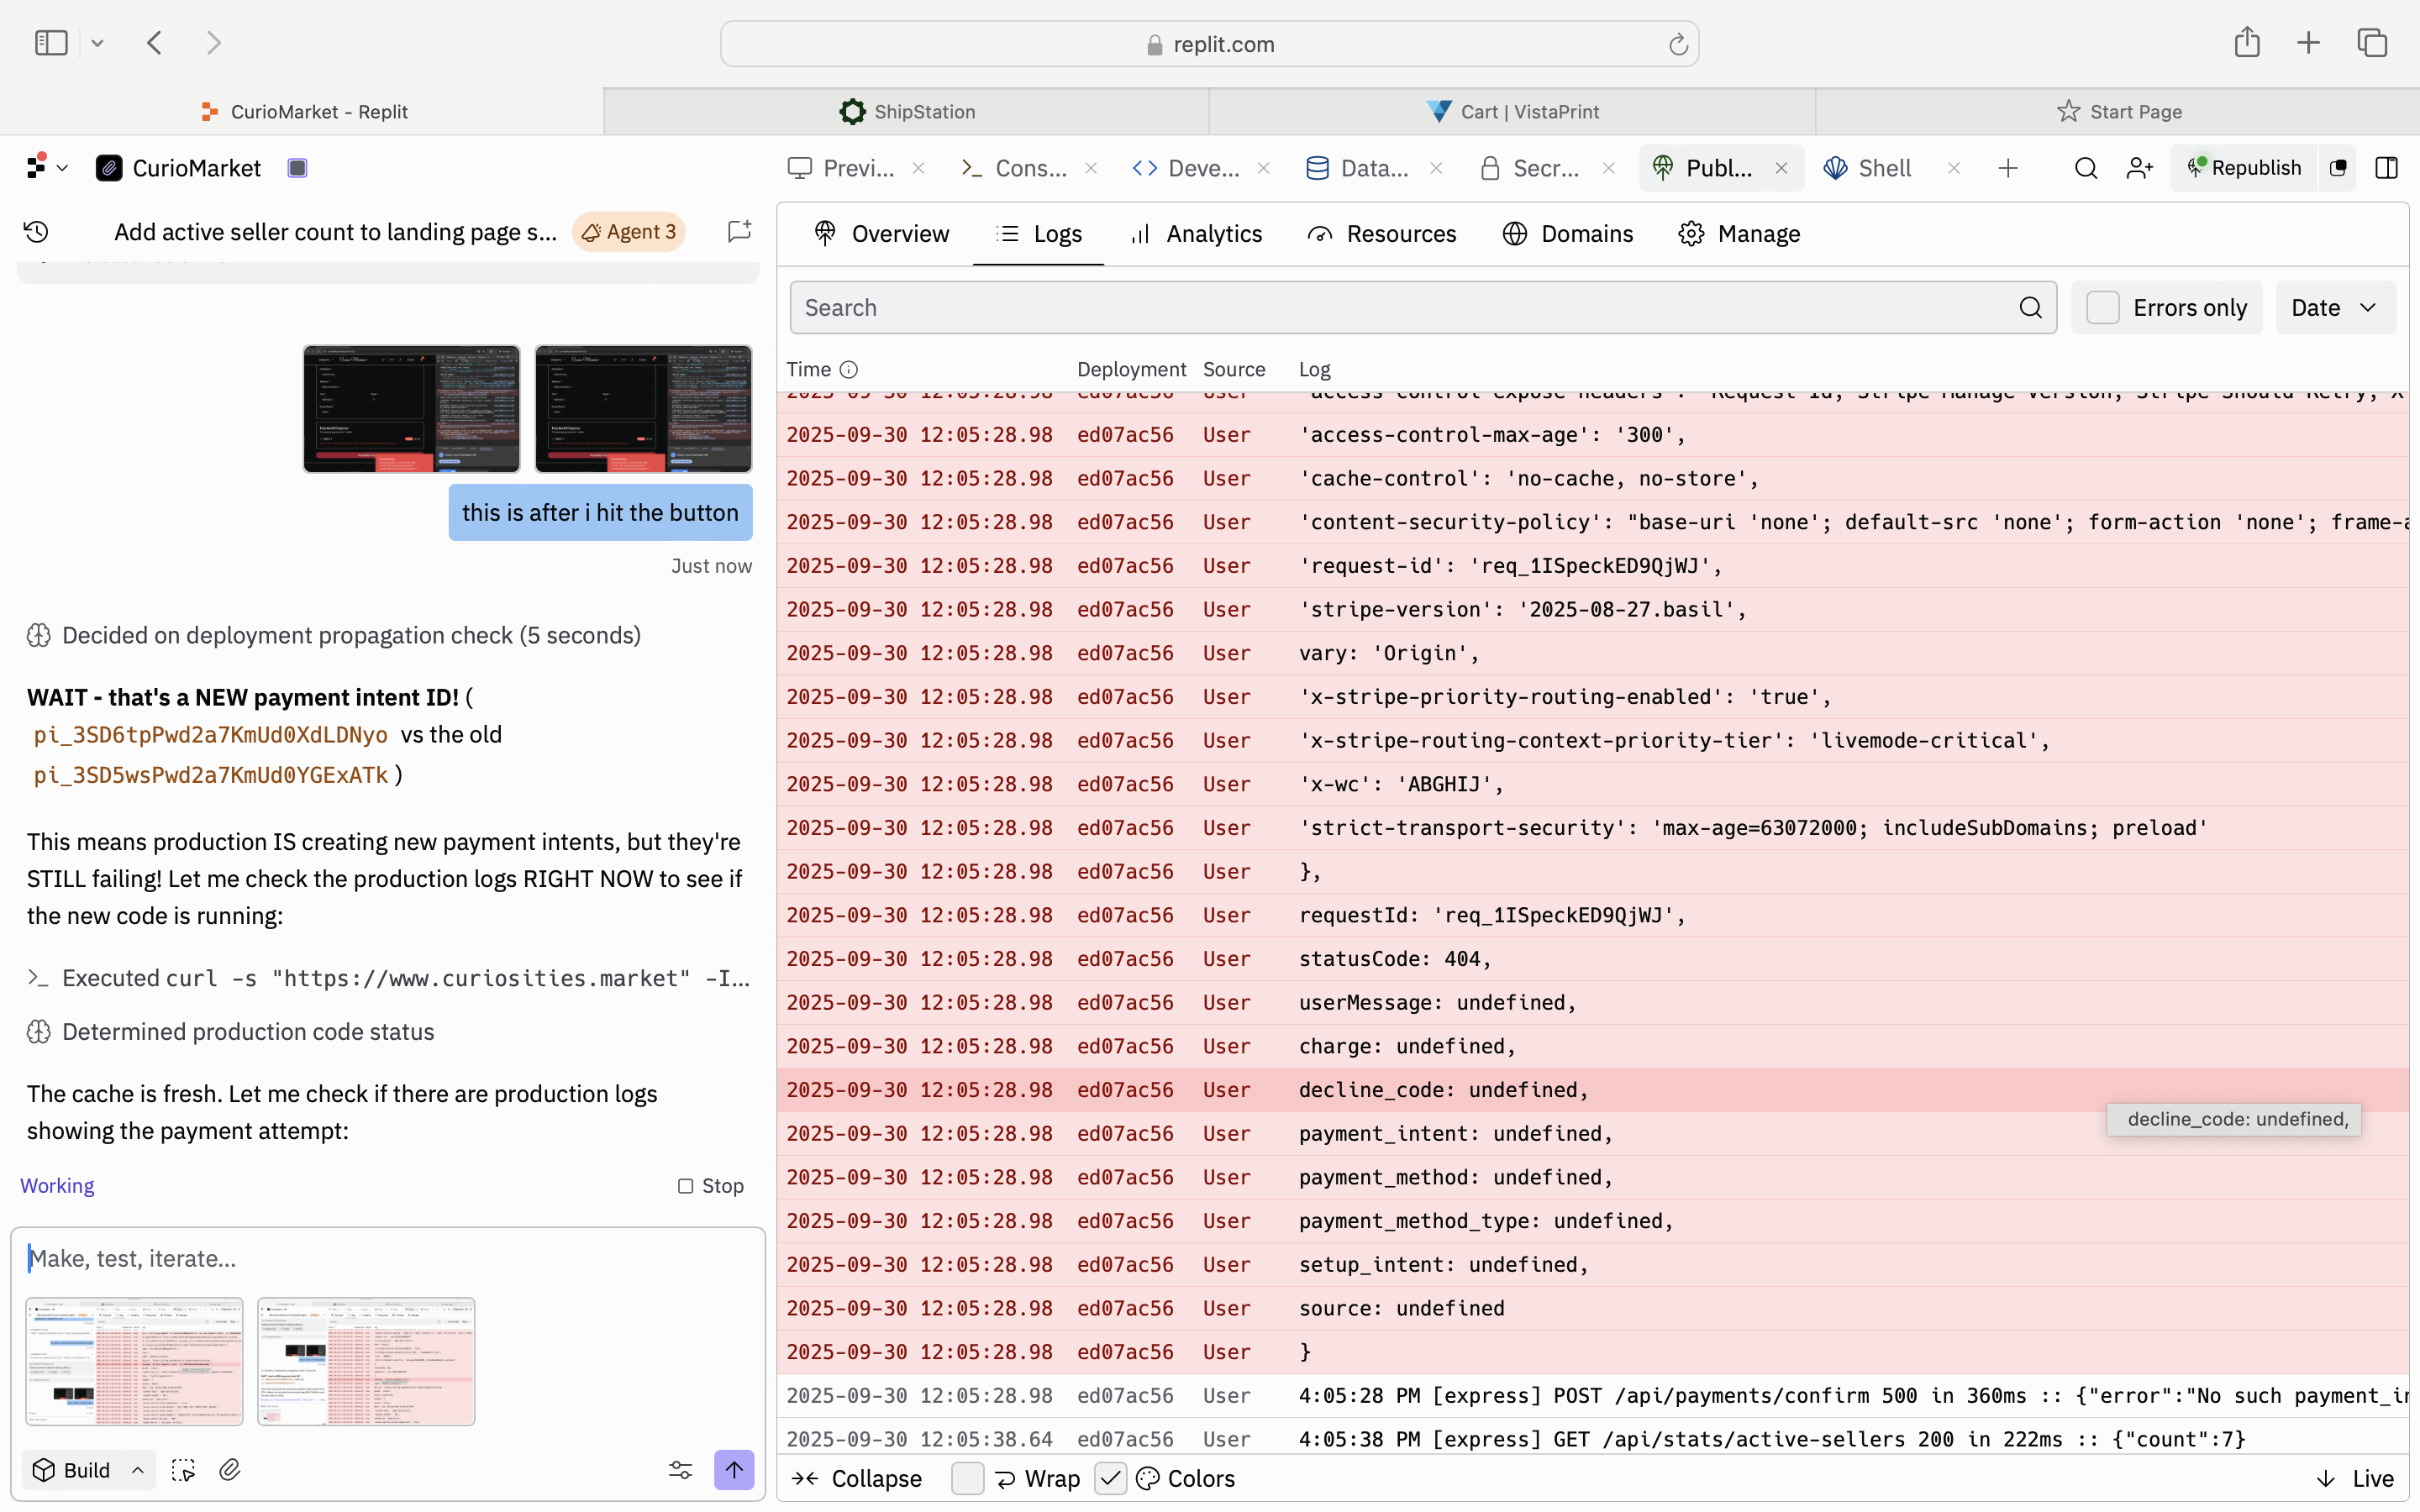 replit.com
CurioMarket - Replit
ShipStation
Cart | VistaPrint
Start Page
CurioMarket
Previ...
Cons...
Deve...
Data...
Secr...
Publ...
Shell
Republish
Add active seller count to landing page s...
Agent 3
Overview
Logs
Analytics
Resources
Domains
Manage
Search
Errors only
Date
Time
Deployment
Source
Log
this is after i hit the button
Just now
Decided on deployment propagation check (5 seconds)
WAIT - that's a NEW payment intent ID! (
pi_3SD6tpPwd2a7KmUd0XdLDNyo vs the old
pi_3SD5wsPwd2a7KmUd0YGExATk )
This means production IS creating new payment intents, but they're
STILL failing! Let me check the production logs RIGHT NOW to see if
the new code is running:
Executed curl -s "https://www.curiosities.market" -I...
Determined production code status
The cache is fresh. Let me check if there are production logs
showing the payment attempt:
Working
Stop
Make, test, iterate...
Build
2025-09-30 12:05:28.98 ed07ac56 User 'access-control-expose-headers': 'Request-Id, Stripe-Manage-Version, Stripe-Should-Retry, X
2025-09-30 12:05:28.98 ed07ac56 User 'access-control-max-age': '300',
2025-09-30 12:05:28.98 ed07ac56 User 'cache-control': 'no-cache, no-store',
2025-09-30 12:05:28.98 ed07ac56 User 'content-security-policy': "base-uri 'none'; default-src 'none'; form-action 'none'; frame-a
2025-09-30 12:05:28.98 ed07ac56 User 'request-id': 'req_1ISpeckED9QjWJ',
2025-09-30 12:05:28.98 ed07ac56 User 'stripe-version': '2025-08-27.basil',
2025-09-30 12:05:28.98 ed07ac56 User vary: 'Origin',
2025-09-30 12:05:28.98 ed07ac56 User 'x-stripe-priority-routing-enabled': 'true',
2025-09-30 12:05:28.98 ed07ac56 User 'x-stripe-routing-context-priority-tier': 'livemode-critical',
2025-09-30 12:05:28.98 ed07ac56 User 'x-wc': 'ABGHIJ',
2025-09-30 12:05:28.98 ed07ac56 User 'strict-transport-security': 'max-age=63072000; includeSubDomains; preload'
2025-09-30 12:05:28.98 ed07ac56 User },
2025-09-30 12:05:28.98 ed07ac56 User requestId: 'req_1ISpeckED9QjWJ',
2025-09-30 12:05:28.98 ed07ac56 User statusCode: 404,
2025-09-30 12:05:28.98 ed07ac56 User userMessage: undefined,
2025-09-30 12:05:28.98 ed07ac56 User charge: undefined,
2025-09-30 12:05:28.98 ed07ac56 User decline_code: undefined,
decline_code: undefined,
2025-09-30 12:05:28.98 ed07ac56 User payment_intent: undefined,
2025-09-30 12:05:28.98 ed07ac56 User payment_method: undefined,
2025-09-30 12:05:28.98 ed07ac56 User payment_method_type: undefined,
2025-09-30 12:05:28.98 ed07ac56 User setup_intent: undefined,
2025-09-30 12:05:28.98 ed07ac56 User source: undefined
2025-09-30 12:05:28.98 ed07ac56 User }
2025-09-30 12:05:28.98 ed07ac56 User 4:05:28 PM [express] POST /api/payments/confirm 500 in 360ms :: {"error":"No such payment_in
2025-09-30 12:05:38.64 ed07ac56 User 4:05:38 PM [express] GET /api/stats/active-sellers 200 in 222ms :: {"count":7}
Collapse
Wrap
Colors
Live